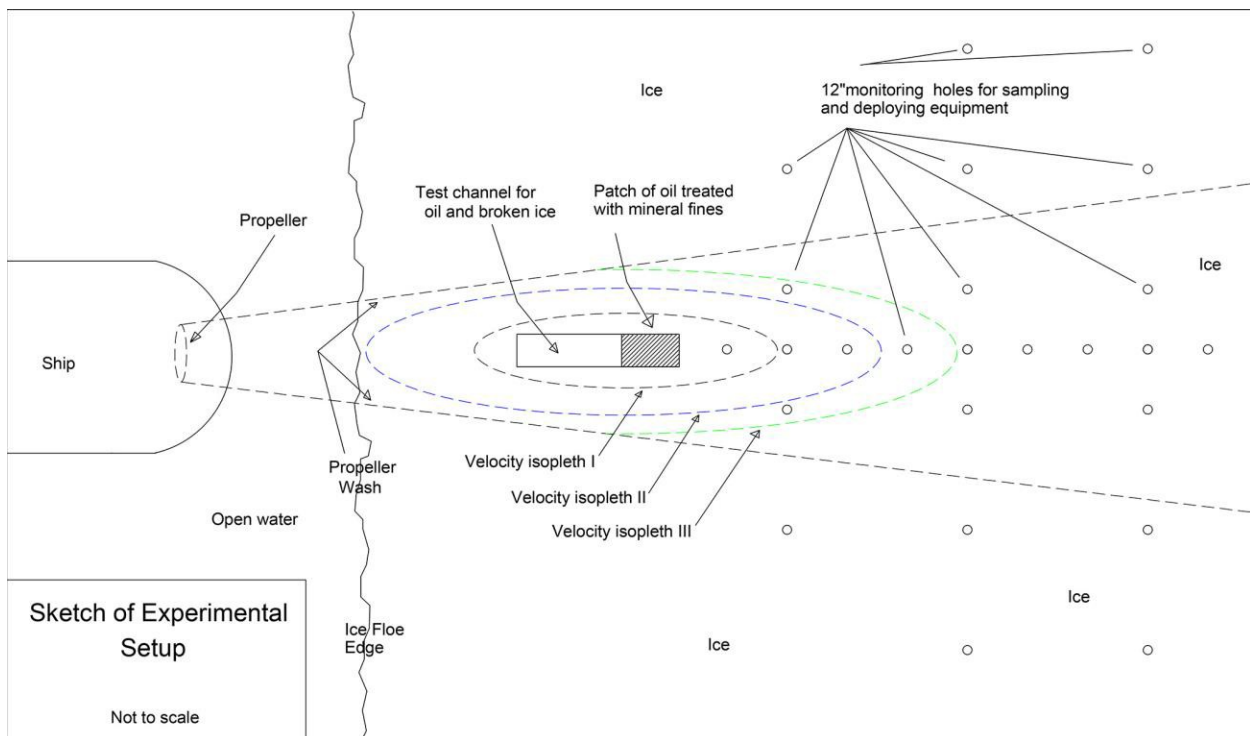 Ice
12"monitoring holes for sampling
and deploying equipment
Test channel for
oil and broken ice
Patch of oil treated
with mineral fines
Propeller
Ice
Ship
Velocity isopleth I
Propeller
Wash
Velocity isopleth II
Open water
Velocity isopleth III
Sketch of Experimental
Setup
Not to scale
Ice Floe
Edge
Ice
Ice